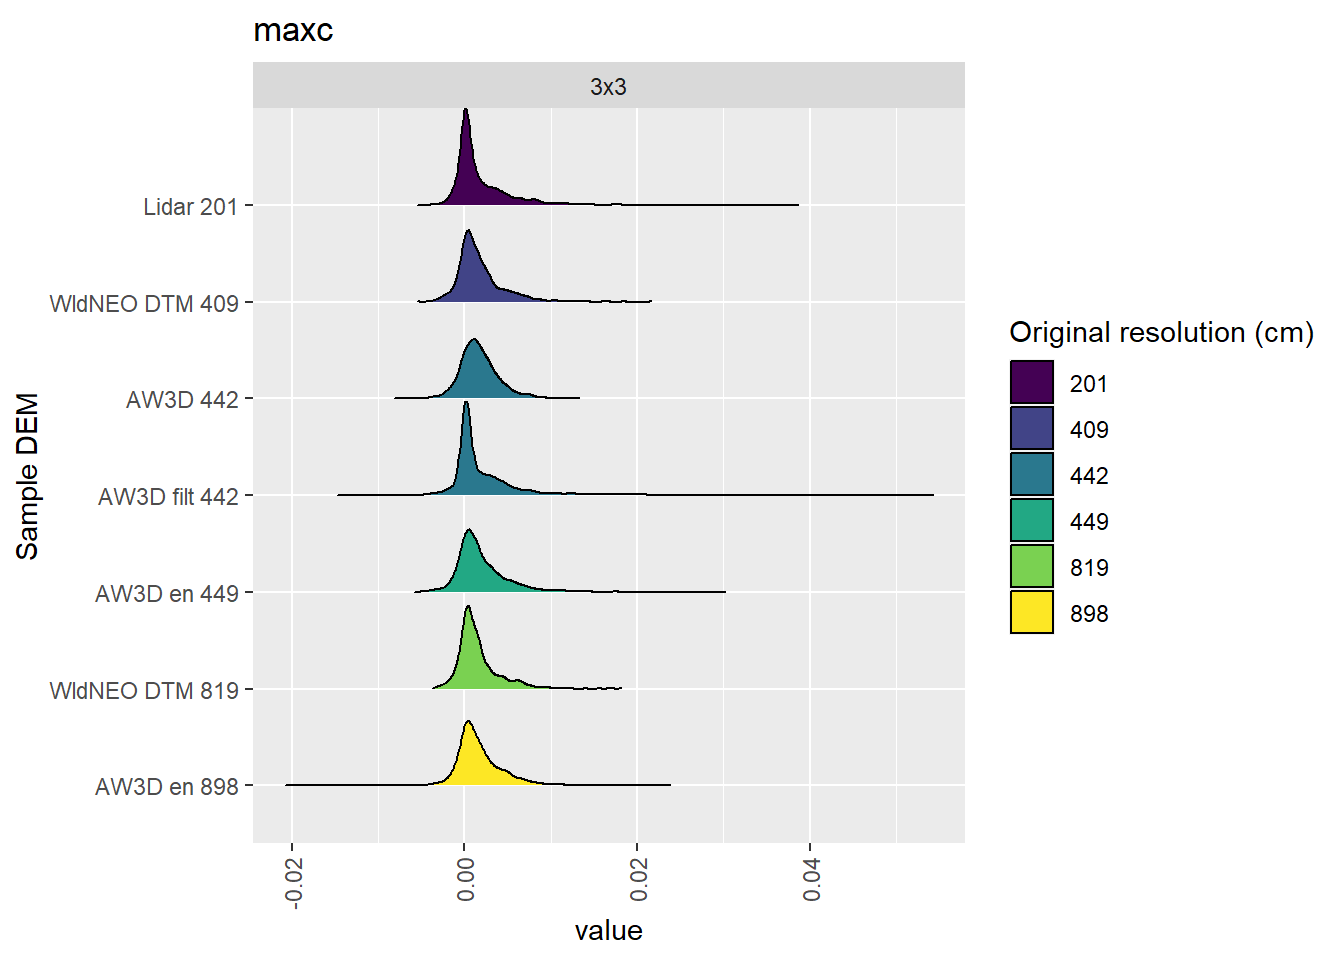 maxc
3x3
Sample DEM
Lidar 201
WldNEO DTM 409
AW3D 442
AW3D filt 442
AW3D en 449
WldNEO DTM 819
AW3D en 898
-0.02
0.00
0.02
0.04
value
Original resolution (cm)
201
409
442
449
819
898